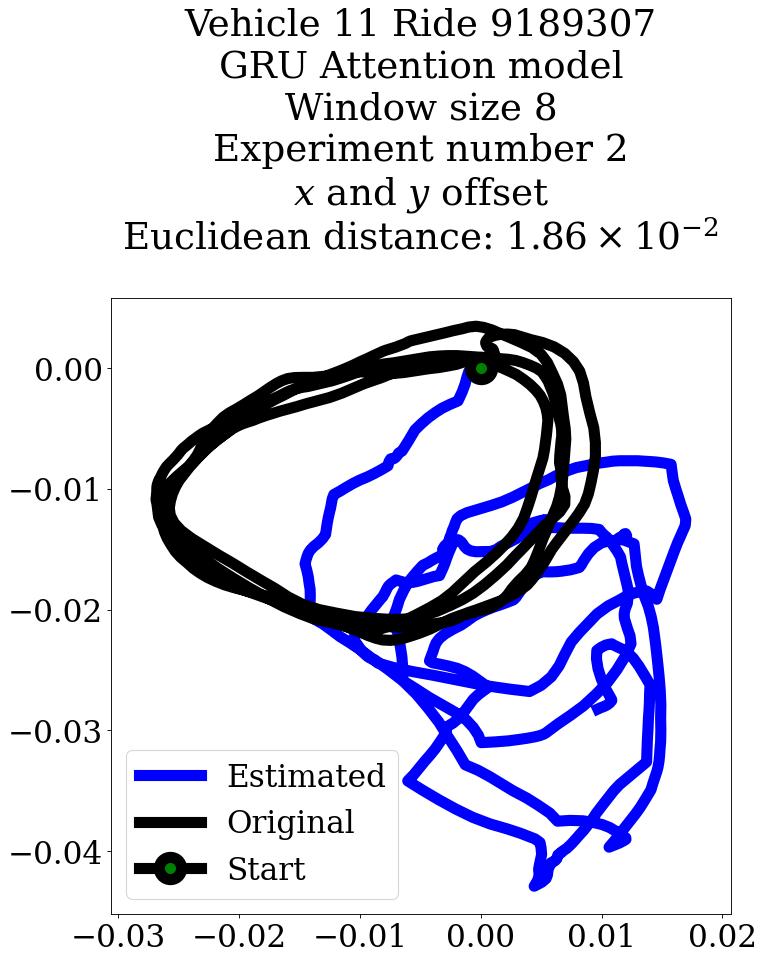 Vehicle 11 Ride 9189307
GRU Attention model
Window size 8
Experiment number 2
x and y offset
Euclidean distance: 1.86 × 10⁻²
0.00
−0.01
−0.02
−0.03
−0.04
Estimated
Original
Start
−0.03 −0.02 −0.01 0.00 0.01 0.02